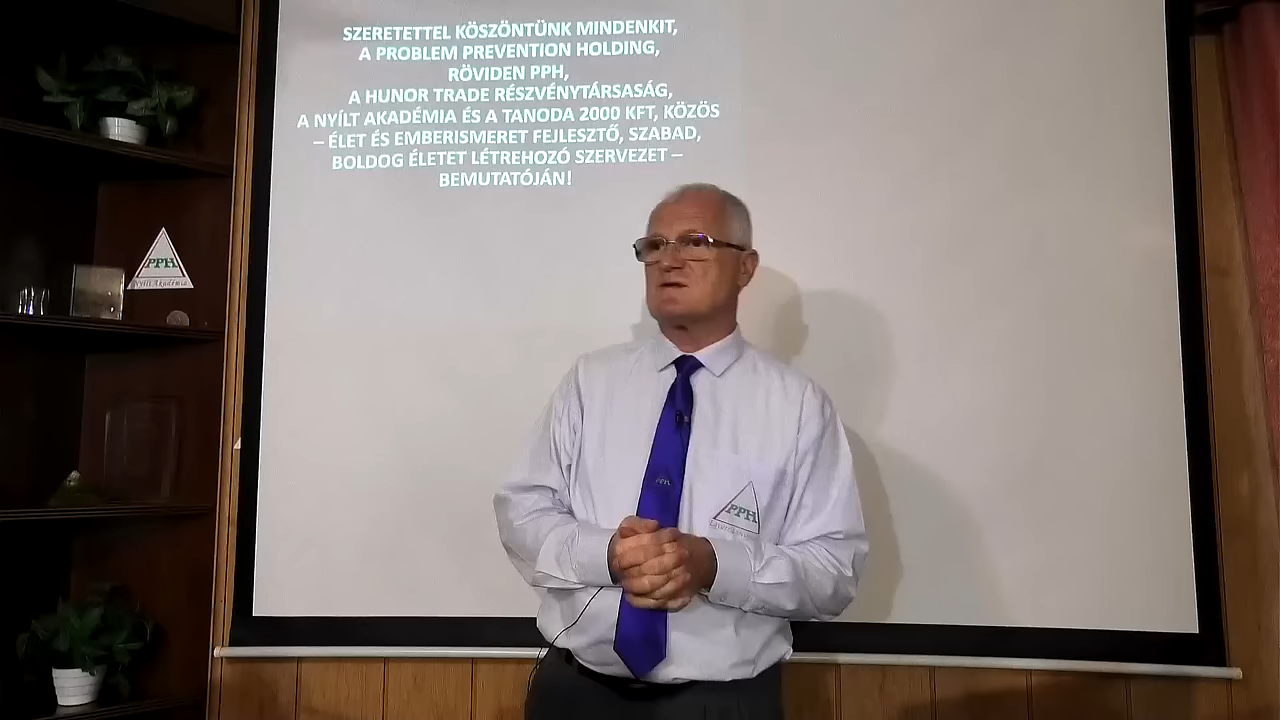 SZERETETTEL KÖSZÖNTÜNK MINDENKIT,
A PROBLEM PREVENTION HOLDING,
RÖVIDEN PPH,
A HUNOR TRADE RÉSZVÉNYTÁRSASÁG,
A NYÍLT AKADÉMIA ÉS A TANODA 2000 KFT, KÖZÖS
– ÉLET ÉS EMBERISMERET FEJLESZTŐ, SZABAD,
BOLDOG ÉLETET LÉTREHOZÓ SZERVEZET –
BEMUTATÓJÁN!
PPH
Nyílt Akadémia
PPH
PPH